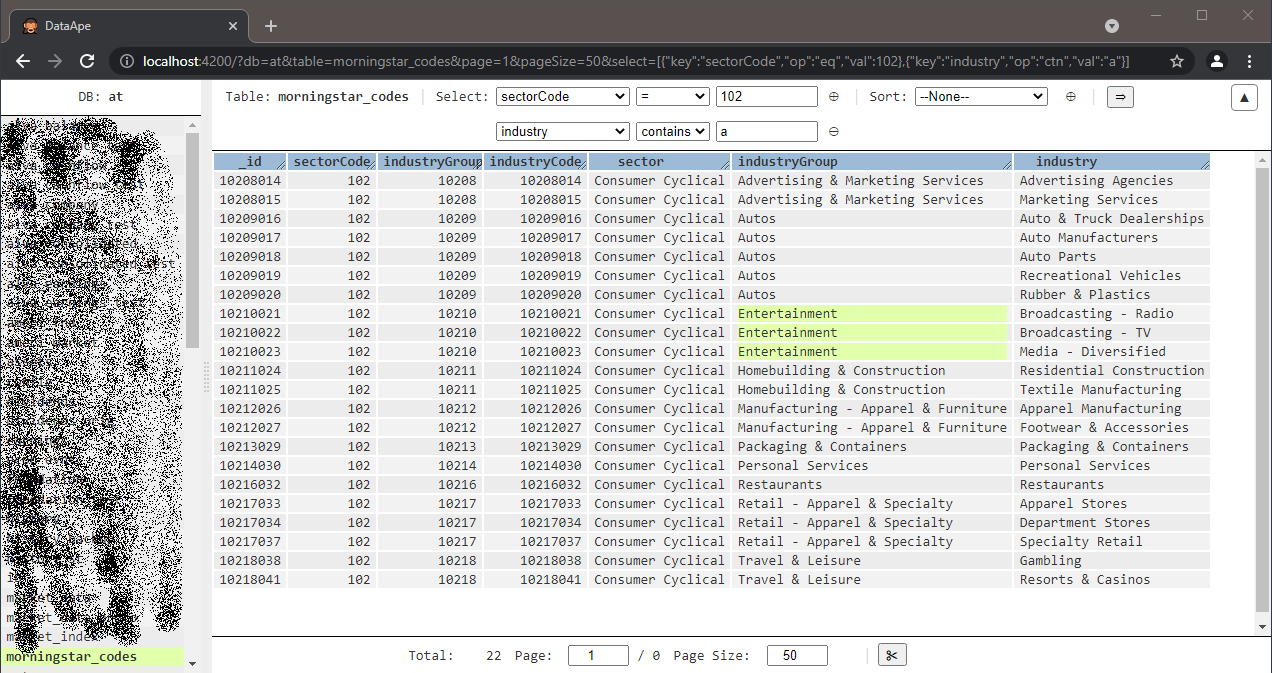 DataApe
localhost:4200/?db=at&table=morningstar_codes&page=1&pageSize=50&select=[{"key":"sectorCode","op":"eq","val":102},{"key":"industry","op":"ctn","val":"a"}]
DB: at
Table: morningstar_codes Select: sectorCode = 102 Sort: --None--
industry contains a
_id sectorCode industryGroup industryCode sector industryGroup industry
10208014 102 10208 10208014 Consumer Cyclical Advertising & Marketing Services Advertising Agencies
10208015 102 10208 10208015 Consumer Cyclical Advertising & Marketing Services Marketing Services
10209016 102 10209 10209016 Consumer Cyclical Autos Auto & Truck Dealerships
10209017 102 10209 10209017 Consumer Cyclical Autos Auto Manufacturers
10209018 102 10209 10209018 Consumer Cyclical Autos Auto Parts
10209019 102 10209 10209019 Consumer Cyclical Autos Recreational Vehicles
10209020 102 10209 10209020 Consumer Cyclical Autos Rubber & Plastics
10210021 102 10210 10210021 Consumer Cyclical Entertainment Broadcasting - Radio
10210022 102 10210 10210022 Consumer Cyclical Entertainment Broadcasting - TV
10210023 102 10210 10210023 Consumer Cyclical Entertainment Media - Diversified
10211024 102 10211 10211024 Consumer Cyclical Homebuilding & Construction Residential Construction
10211025 102 10211 10211025 Consumer Cyclical Homebuilding & Construction Textile Manufacturing
10212026 102 10212 10212026 Consumer Cyclical Manufacturing - Apparel & Furniture Apparel Manufacturing
10212027 102 10212 10212027 Consumer Cyclical Manufacturing - Apparel & Furniture Footwear & Accessories
10213029 102 10213 10213029 Consumer Cyclical Packaging & Containers Packaging & Containers
10214030 102 10214 10214030 Consumer Cyclical Personal Services Personal Services
10216032 102 10216 10216032 Consumer Cyclical Restaurants Restaurants
10217033 102 10217 10217033 Consumer Cyclical Retail - Apparel & Specialty Apparel Stores
10217034 102 10217 10217034 Consumer Cyclical Retail - Apparel & Specialty Department Stores
10217037 102 10217 10217037 Consumer Cyclical Retail - Apparel & Specialty Specialty Retail
10218038 102 10218 10218038 Consumer Cyclical Travel & Leisure Gambling
10218041 102 10218 10218041 Consumer Cyclical Travel & Leisure Resorts & Casinos
morningstar_codes
Total: 22 Page: 1 / 0 Page Size: 50